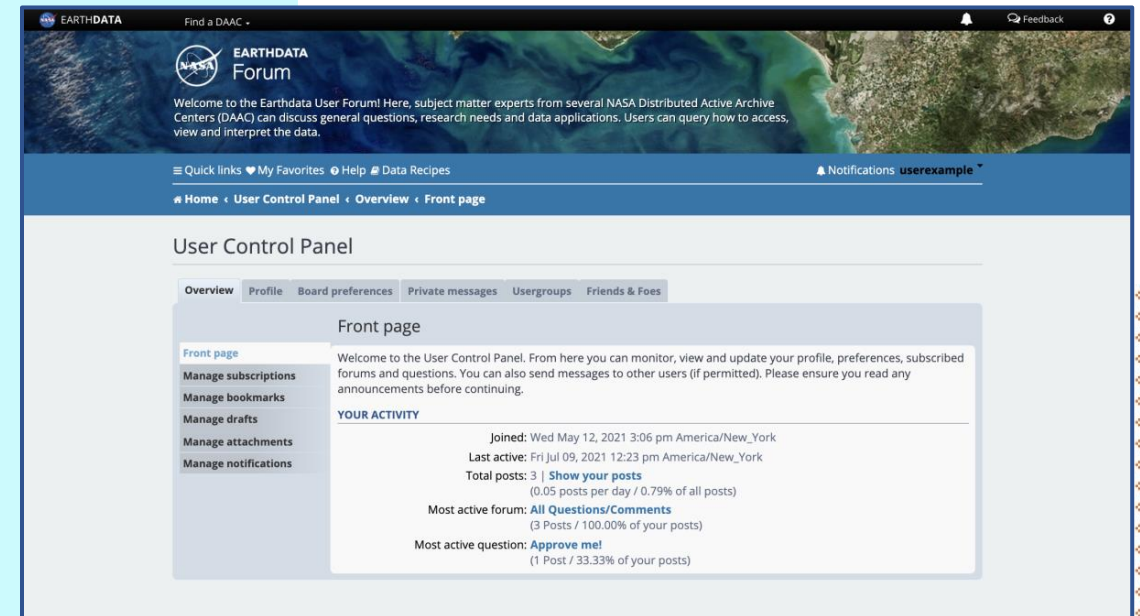 EARTHDATA
Find a DAAC
Feedback
NASA
EARTHDATA
Forum
Welcome to the Earthdata User Forum! Here, subject matter experts from several NASA Distributed Active Archive
Centers (DAAC) can discuss general questions, research needs and data applications. Users can query how to access,
view and interpret the data.
Quick links My Favorites Help Data Recipes
Notifications userexample
Home ‹ User Control Panel ‹ Overview ‹ Front page
User Control Panel
Overview Profile Board preferences Private messages Usergroups Friends & Foes
Front page
Front page
Manage subscriptions
Manage bookmarks
Manage drafts
Manage attachments
Manage notifications
Welcome to the User Control Panel. From here you can monitor, view and update your profile, preferences, subscribed
forums and questions. You can also send messages to other users (if permitted). Please ensure you read any
announcements before continuing.
YOUR ACTIVITY
Joined: Wed May 12, 2021 3:06 pm America/New_York
Last active: Fri Jul 09, 2021 12:23 pm America/New_York
Total posts: 3 | Show your posts
(0.05 posts per day / 0.79% of all posts)
Most active forum: All Questions/Comments
(3 Posts / 100.00% of your posts)
Most active question: Approve me!
(1 Post / 33.33% of your posts)